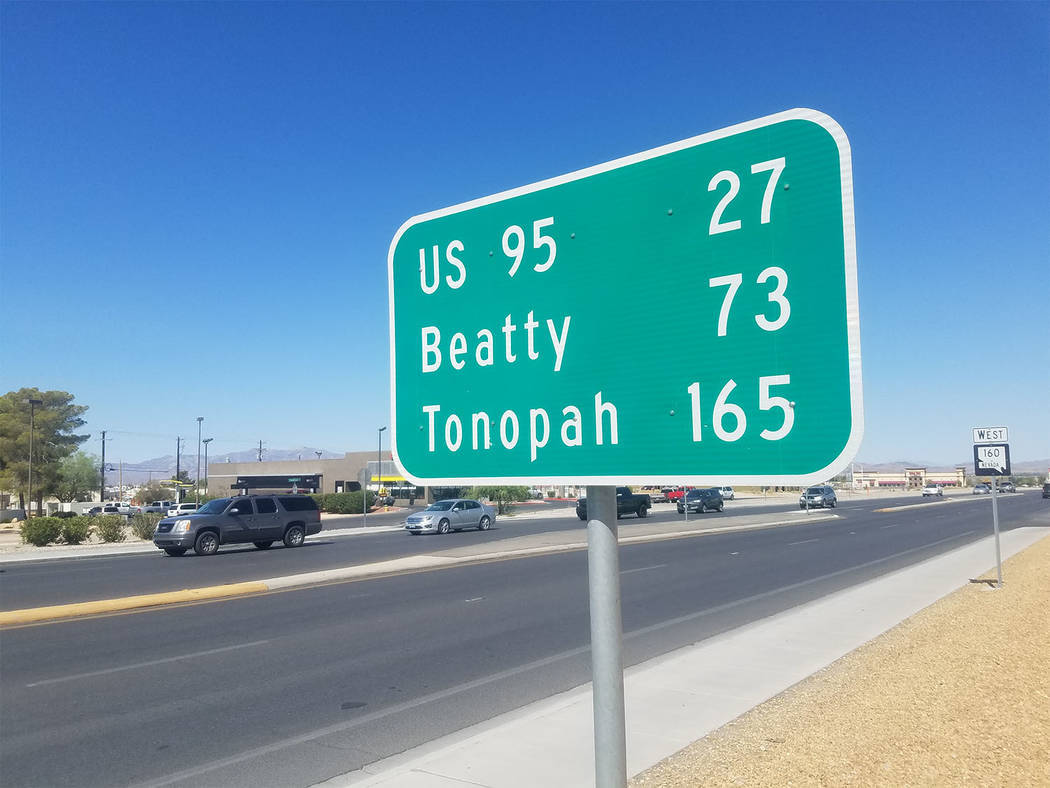 US 95 27
Beatty 73
Tonopah 165
WEST
160
NEVADA